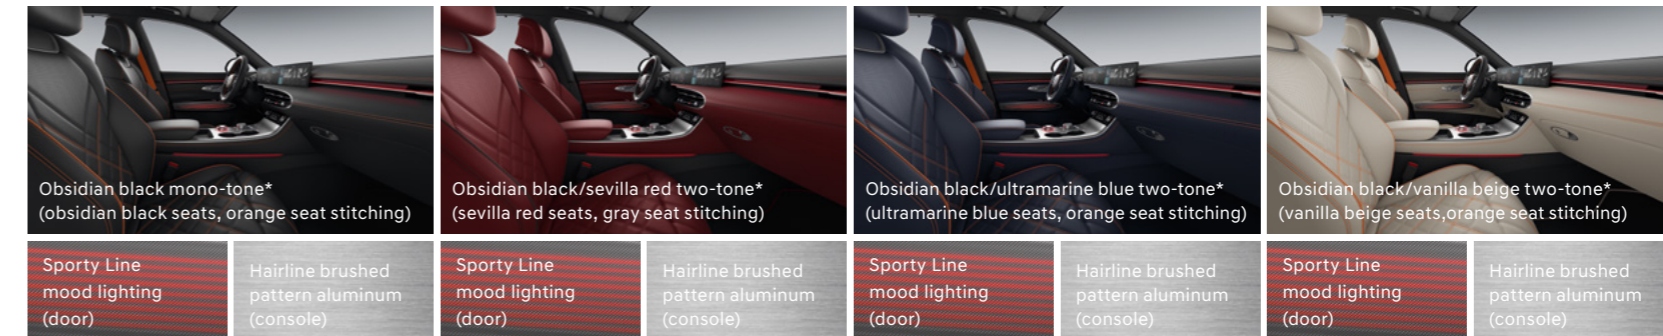 Obsidian black mono-tone*
(obsidian black seats, orange seat stitching)
Obsidian black/sevilla red two-tone*
(sevilla red seats, gray seat stitching)
Obsidian black/ultramarine blue two-tone*
(ultramarine blue seats, orange seat stitching)
Obsidian black/vanilla beige two-tone*
(vanilla beige seats,orange seat stitching)
Sporty Line
mood lighting
(door)
Hairline brushed
pattern aluminum
(console)
Sporty Line
mood lighting
(door)
Hairline brushed
pattern aluminum
(console)
Sporty Line
mood lighting
(door)
Hairline brushed
pattern aluminum
(console)
Sporty Line
mood lighting
(door)
Hairline brushed
pattern aluminum
(console)